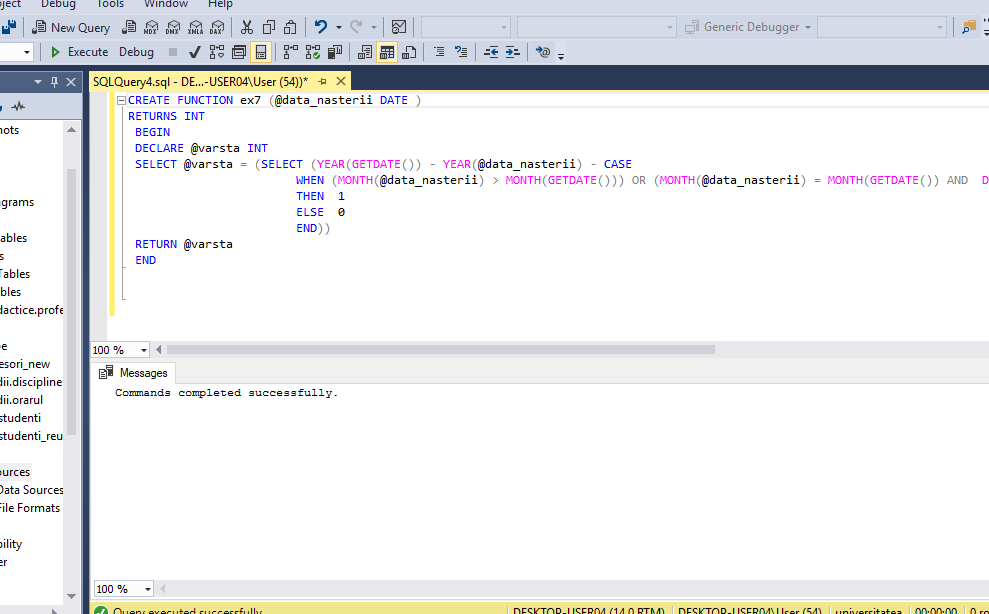 ject Debug Tools Window Help
New Query MDX DMX XMLA DAX Generic Debugger
Execute Debug
SQLQuery4.sql - DE...-USER04\User (54))*
CREATE FUNCTION ex7 (@data_nasterii DATE )
RETURNS INT
BEGIN
DECLARE @varsta INT
SELECT @varsta = (SELECT (YEAR(GETDATE()) - YEAR(@data_nasterii) - CASE
WHEN (MONTH(@data_nasterii) > MONTH(GETDATE())) OR (MONTH(@data_nasterii) = MONTH(GETDATE()) AND D
THEN 1
ELSE 0
END))
RETURN @varsta
END
nots
agrams
ables
s
Tables
bles
dactice.profe
e
esori_new
dii.discipline
dii.orarul
studenti
studenti_reu
ources
Data Sources
File Formats
bility
er
100 %
Messages
Commands completed successfully.
100 %
Query executed successfully. DESKTOP-USER04 (14.0 RTM) DESKTOP-USER04\User (54) universitatea 00:00:00 0 ro